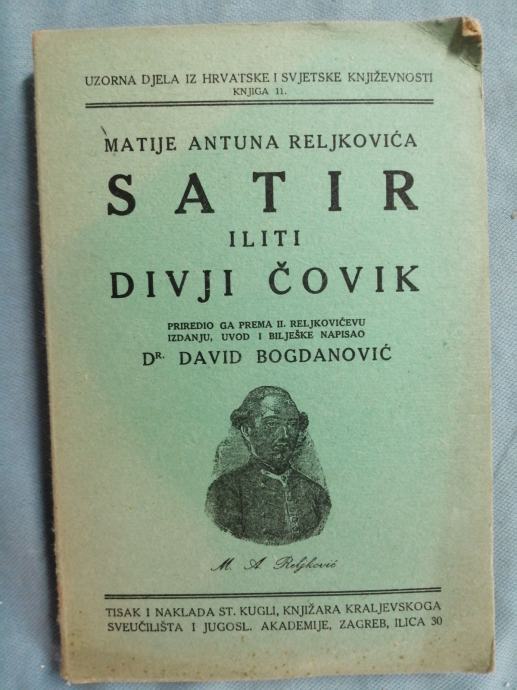 UZORNA DJELA IZ HRVATSKE I SVJETSKE KNJIŽEVNOSTI
KNJIGA 11.
MATIJE ANTUNA RELJKOVIĆA
SATIR
ILITI
DIVJI ČOVIK
PRIREDIO GA PREMA II. RELJKOVIĆEVU
IZDANJU, UVOD I BILJEŠKE NAPISAO
DR. DAVID BOGDANOVIĆ
M. A. Reljković
TISAK I NAKLADA ST. KUGLI, KNJIŽARA KRALJEVSKOGA
SVEUČILIŠTA I JUGOSL. AKADEMIJE, ZAGREB, ILICA 30